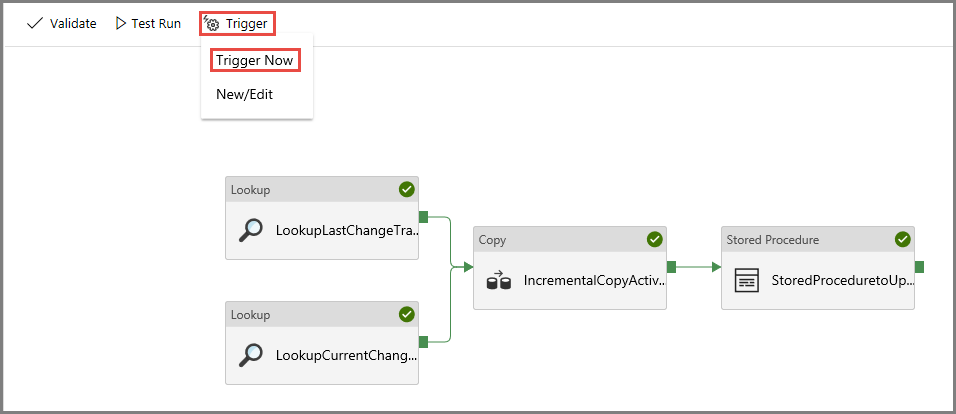 Validate
Test Run
Trigger
Trigger Now
New/Edit
Lookup
LookupLastChangeTra...
Lookup
LookupCurrentChang...
Copy
IncrementalCopyActiv...
Stored Procedure
StoredProceduretoUp...